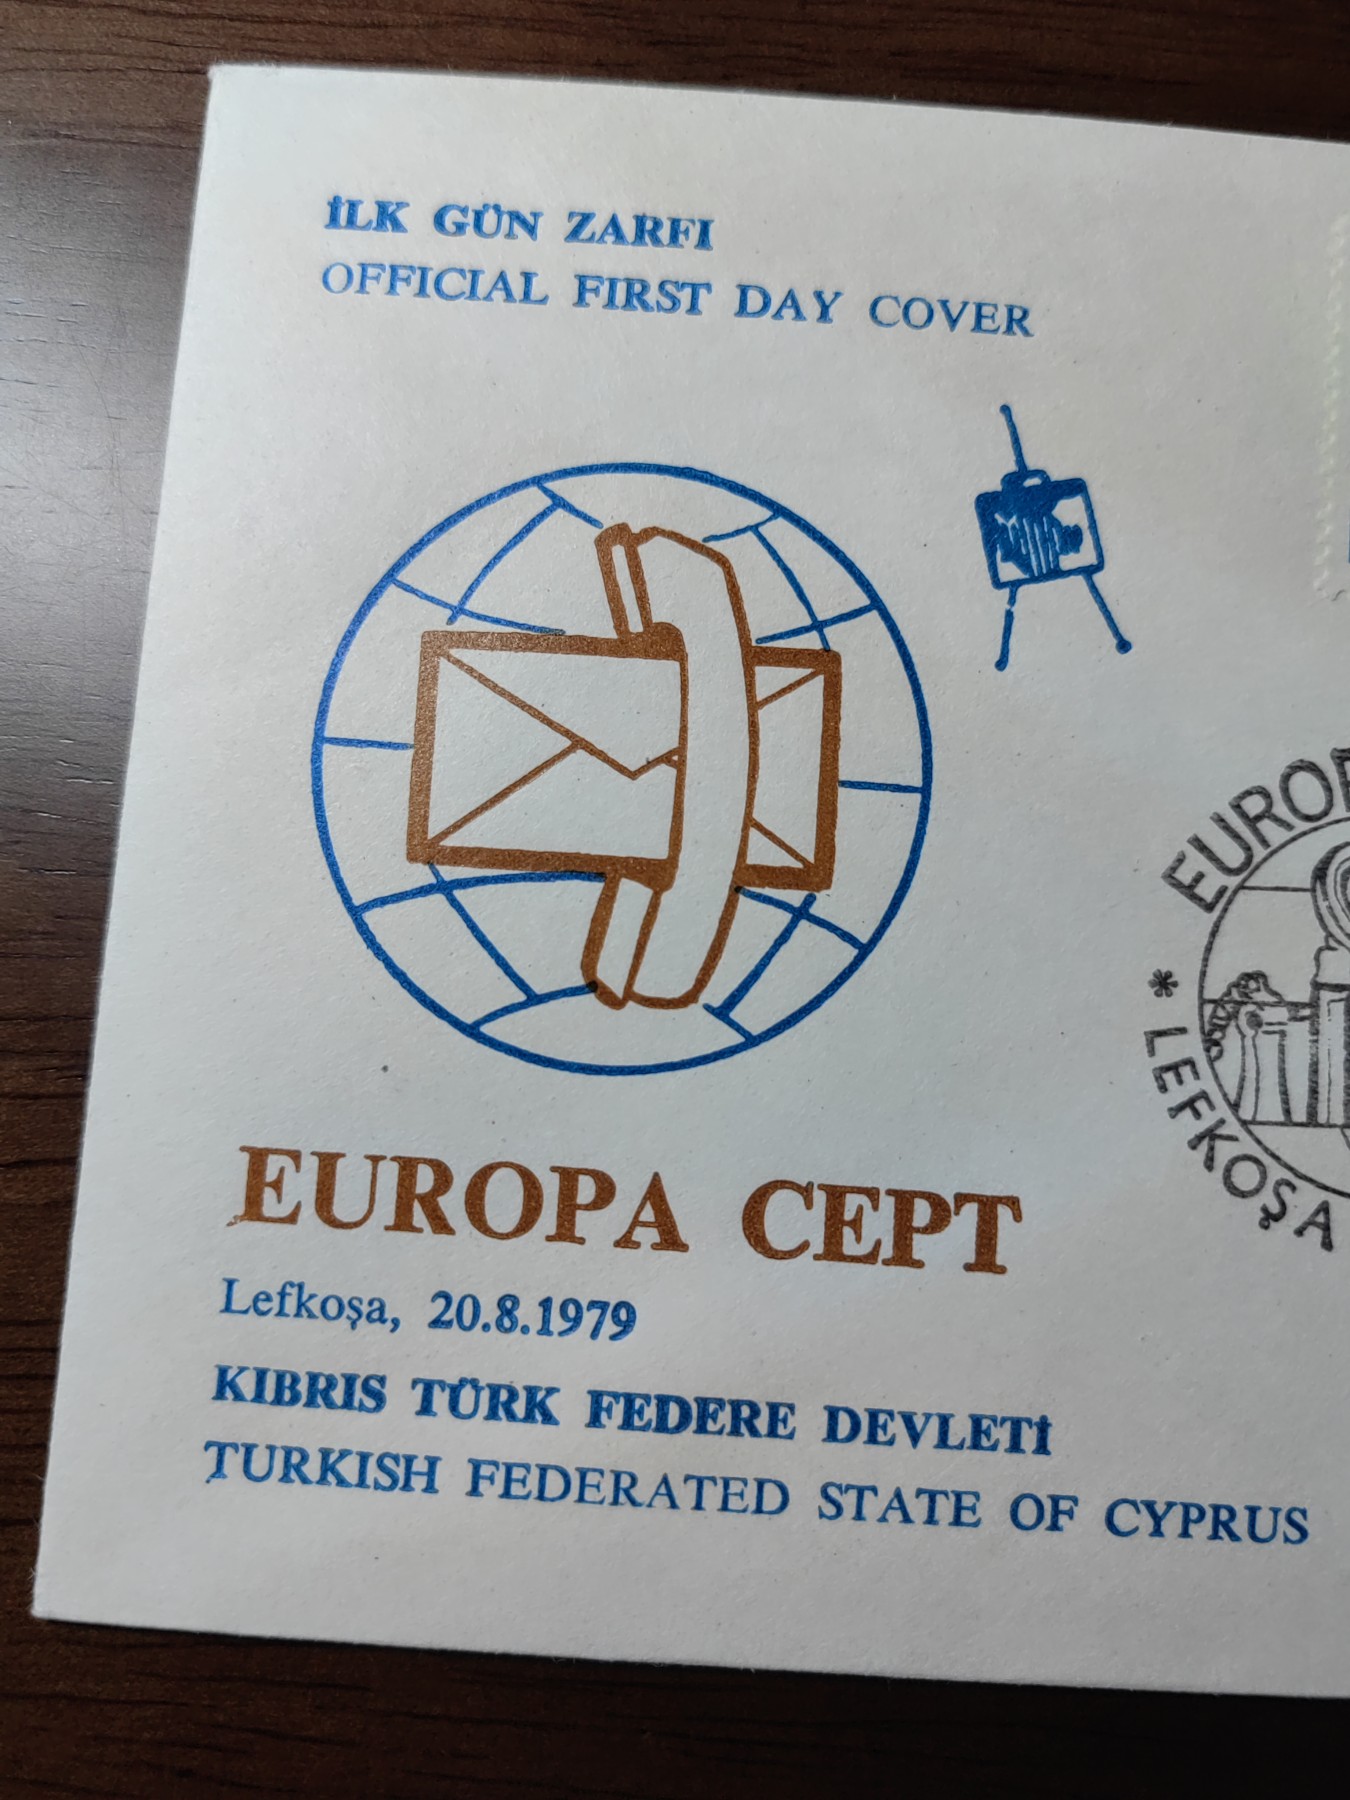 İLK GÜN ZARFI
OFFICIAL FIRST DAY COVER
EUROPA CEPT
Lefkoşa, 20.8.1979
KIBRIS TÜRK FEDERE DEVLETİ
TURKISH FEDERATED STATE OF CYPRUS
* LEFKOŞA